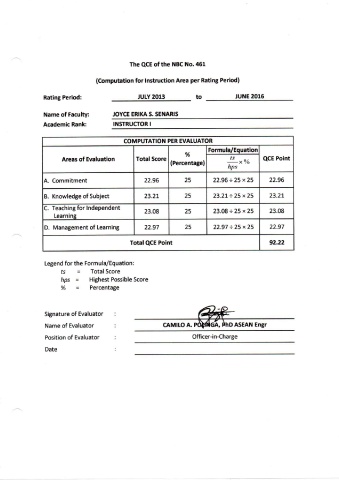 The QCE of the NBC No. 461
(Computation for Instruction Area per Rating Period)
Rating Period: JULY 2013 to JUNE 2016
Name of Faculty: JOYCE ERIKA S. SENARIS
Academic Rank: INSTRUCTOR I
COMPUTATION PER EVALUATOR
Areas of Evaluation Total Score % (Percentage) Formula/Equation ts/hps × % QCE Point
A. Commitment 22.96 25 22.96 ÷ 25 x 25 22.96
B. Knowledge of Subject 23.21 25 23.21 ÷ 25 x 25 23.21
C. Teaching for Independent Learning 23.08 25 23.08 ÷ 25 x 25 23.08
D. Management of Learning 22.97 25 22.97 ÷ 25 x 25 22.97
Total QCE Point 92.22
Legend for the Formula/Equation:
ts = Total Score
hps = Highest Possible Score
% = Percentage
Signature of Evaluator :
Name of Evaluator : CAMILO A. PhD ASEAN Engr
Position of Evaluator : Officer-in-Charge
Date :